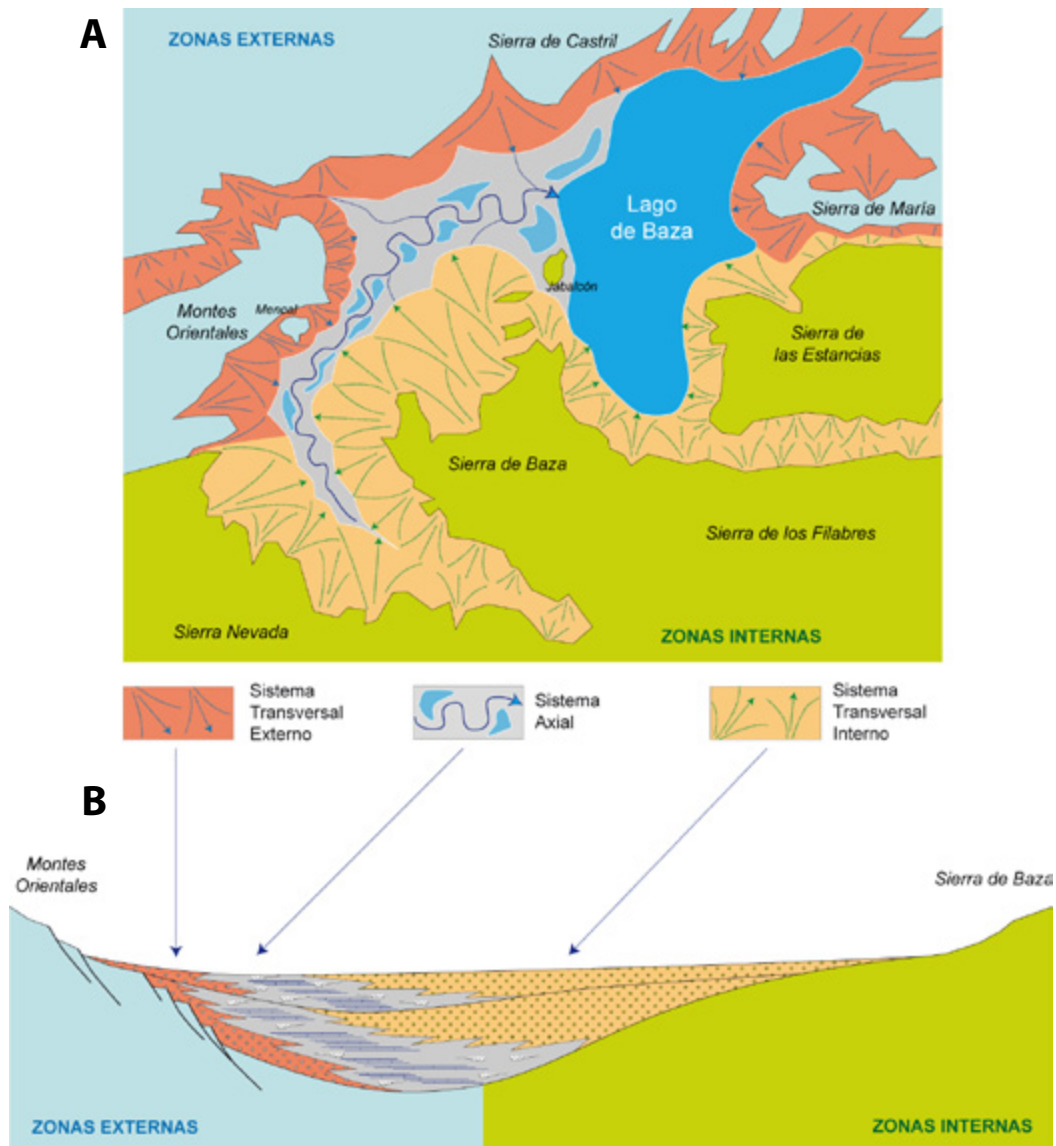 A
ZONAS EXTERNAS
Sierra de Castril
Lago
de Baza
Sierra de María
Montes
Orientales
Mencal
Jabalcón
Sierra de
las Estancías
Sierra de Baza
Sierra de los Filabres
Sierra Nevada
ZONAS INTERNAS
Sistema
Transversal
Externo
Sistema
Axial
Sistema
Transversal
Interno
B
Montes
Orientales
Sierra de Baza
ZONAS EXTERNAS
ZONAS INTERNAS